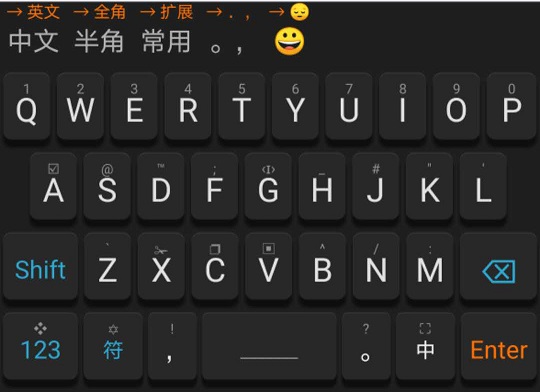 →英文 →全角 →扩展 →．， →😔
中文 半角 常用 。， 😀
1 2 3 4 5 6 7 8 9 0
Q W E R T Y U I O P
☑ @ ™ ; _ # " '
A S D F G H J K L
` ^ / :
Shift Z X C V B N M
! ?
123 符 ， 。 中 Enter